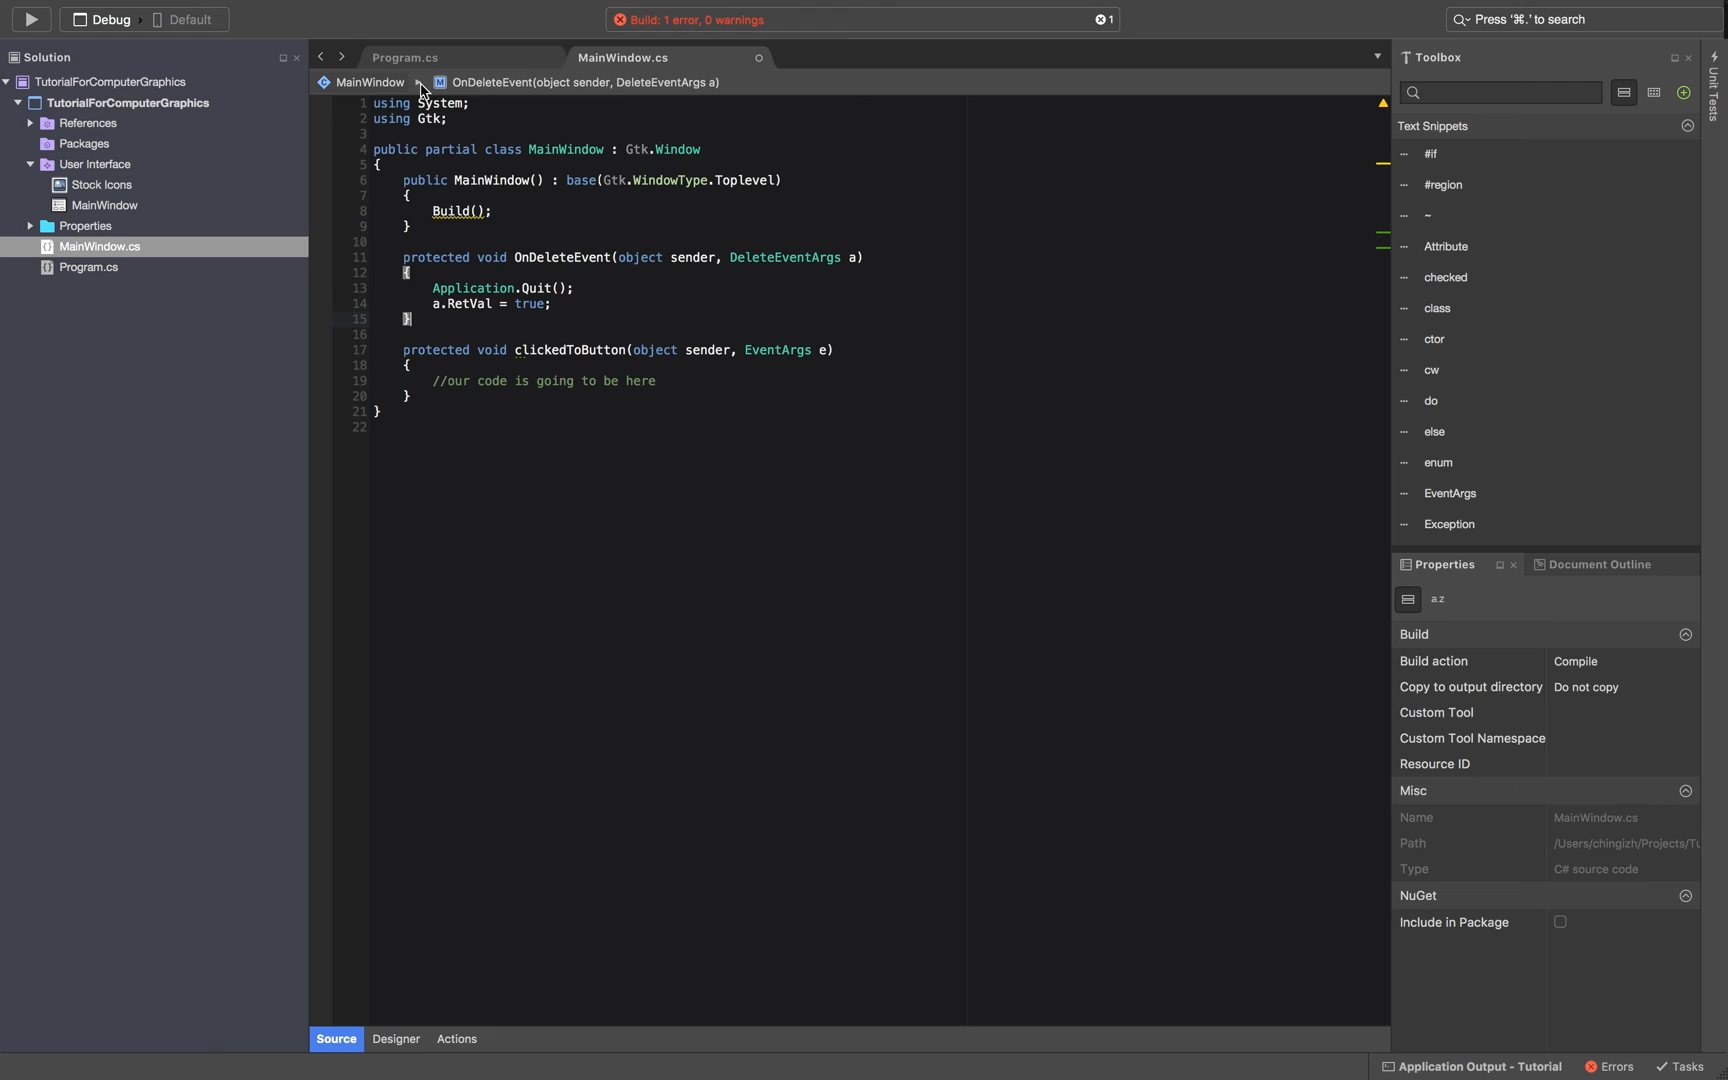 Debug › Default
Build: 1 error, 0 warnings
1
Press '⌘.' to search
Solution
TutorialForComputerGraphics
TutorialForComputerGraphics
References
Packages
User Interface
Stock Icons
MainWindow
Properties
MainWindow.cs
Program.cs
Program.cs
MainWindow.cs
MainWindow
M OnDeleteEvent(object sender, DeleteEventArgs a)
1 using System;
2 using Gtk;
3
4 public partial class MainWindow : Gtk.Window
5 {
6 public MainWindow() : base(Gtk.WindowType.Toplevel)
7 {
8 Build();
9 }
10
11 protected void OnDeleteEvent(object sender, DeleteEventArgs a)
12 {
13 Application.Quit();
14 a.RetVal = true;
15 }
16
17 protected void clickedToButton(object sender, EventArgs e)
18 {
19 //our code is going to be here
20 }
21 }
22
Source Designer Actions
Toolbox
Text Snippets
#if
#region
~
Attribute
checked
class
ctor
cw
do
else
enum
EventArgs
Exception
Properties
Document Outline
a.z
Build
Build action Compile
Copy to output directory Do not copy
Custom Tool
Custom Tool Namespace
Resource ID
Misc
Name MainWindow.cs
Path /Users/chingizh/Projects/Tu
Type C# source code
NuGet
Include in Package
Unit Tests
Application Output - Tutorial
Errors
Tasks